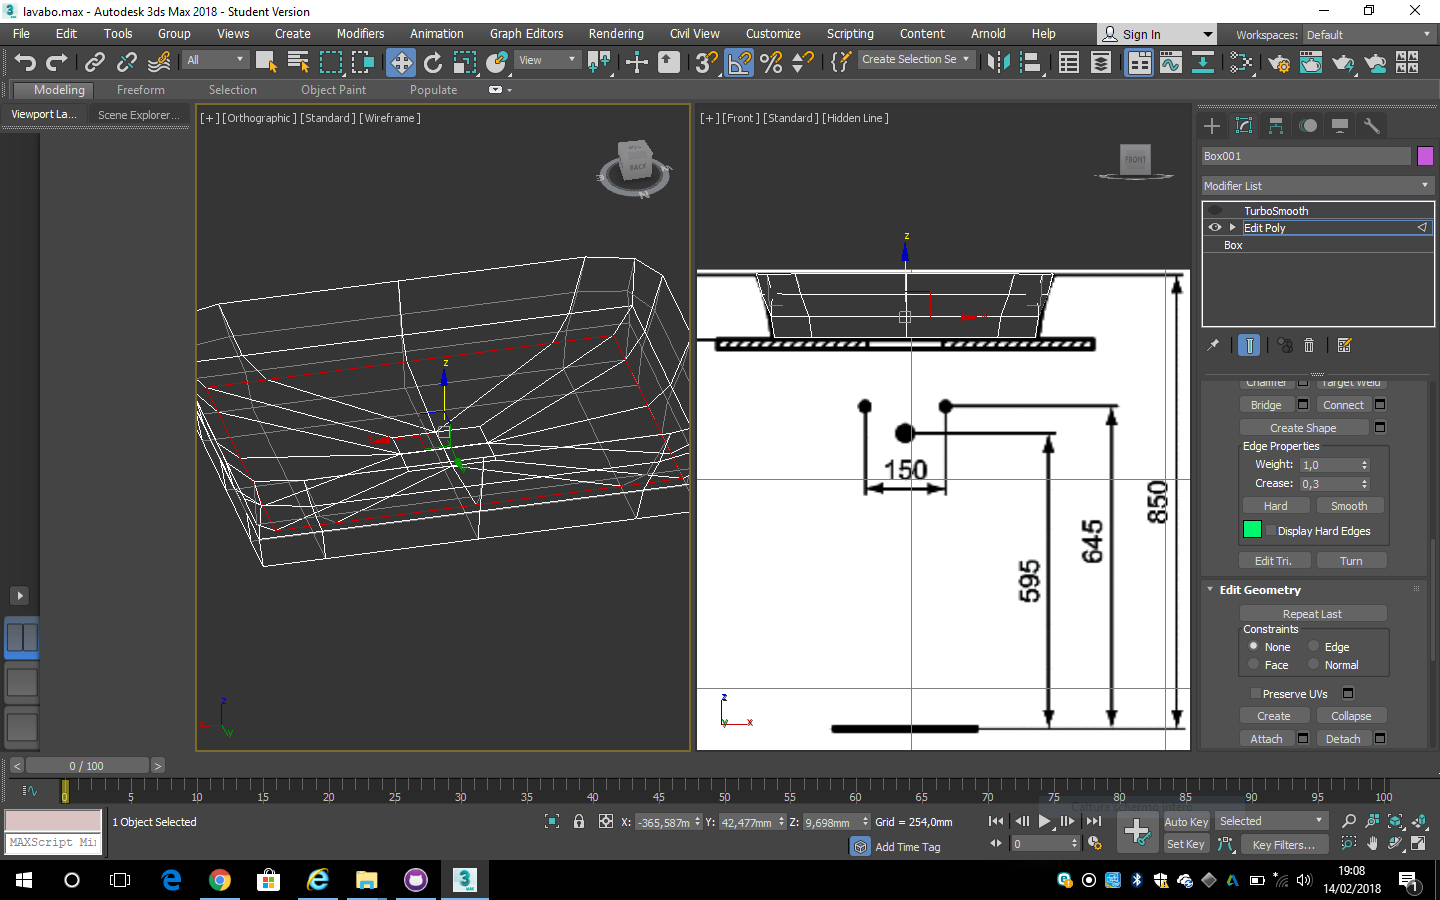 lavabo.max - Autodesk 3ds Max 2018 - Student Version
File Edit Tools Group Views Create Modifiers Animation Graph Editors Rendering Civil View Customize Scripting Content Arnold Help Sign In Workspaces: Default
All View Create Selection Se
Modeling Freeform Selection Object Paint Populate
Viewport La... Scene Explorer...
[+] [Orthographic ] [Standard ] [Wireframe ]
[+] [Front ] [Standard ] [Hidden Line ]
BACK
FRONT
Box001
Modifier List
TurboSmooth
Edit Poly
Box
z
z
150
595
645
850
Chamfer Target Weld
Bridge Connect
Create Shape
Edge Properties
Weight: 1,0
Crease: 0,3
Hard Smooth
Display Hard Edges
Edit Tri. Turn
Edit Geometry
Repeat Last
Constraints
None Edge
Face Normal
Preserve UVs
Create Collapse
Attach Detach
z
y
z
x
y
< 0 / 100 >
0 5 10 15 20 25 30 35 40 45 50 55 60 65 70 75 80 85 90 95 100
Cattura schermo intero
1 Object Selected X: -365,587m Y: 42,477mm Z: 9,698mm Grid = 254,0mm Auto Key Selected
MAXScript Mi Add Time Tag 0 Set Key Key Filters...
19:08
14/02/2018
3
MAX
1